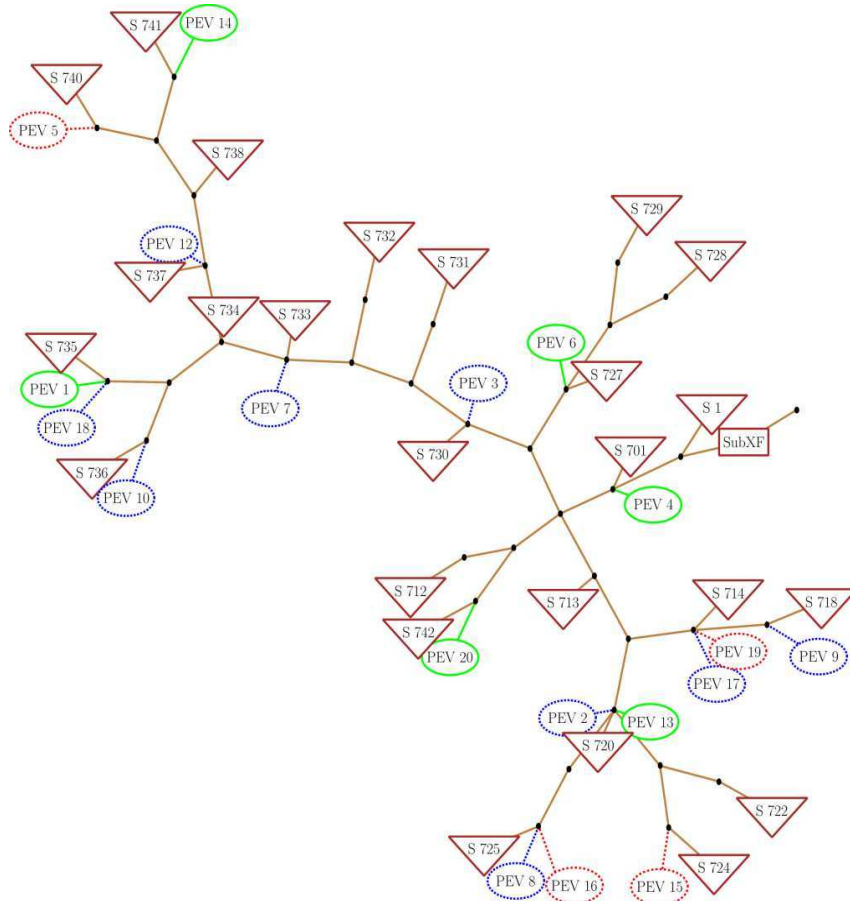 S 741
PEV 14
S 740
PEV 5
S 738
S 729
S 732
PEV 12
S 728
S 731
S 737
S 734
S 733
PEV 6
S 735
S 727
PEV 3
PEV 1
PEV 7
S 1
PEV 18
SubXF
S 730
S 701
S 736
PEV 10
PEV 4
S 712
S 714
S 718
S 713
S 742
PEV 19
PEV 9
PEV 20
PEV 17
PEV 2
PEV 13
S 720
S 722
S 725
S 724
PEV 8
PEV 16
PEV 15